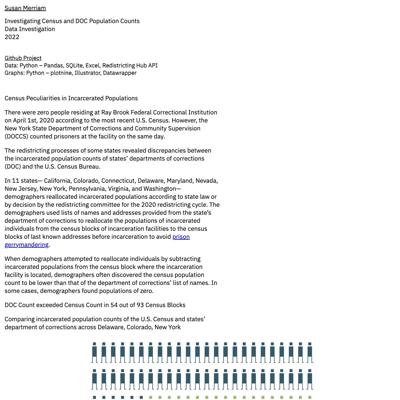 Susan Merriam
Investigating Census and DOC Population Counts
Data Investigation
2022
Github Project
Data: Python – Pandas, SQLite, Excel, Redistricting Hub API
Graphs: Python – plotnine, Illustrator, Datawrapper
Census Peculiarities in Incarcerated Populations
There were zero people residing at Ray Brook Federal Correctional Institution
on April 1st, 2020 according to the most recent U.S. Census. However, the
New York State Department of Corrections and Community Supervision
(DOCCS) counted prisoners at the facility on the same day.
The redistricting processes of some states revealed discrepancies between
the incarcerated population counts of states' departments of corrections
(DOC) and the U.S. Census Bureau.
In 11 states— California, Colorado, Connecticut, Delaware, Maryland, Nevada,
New Jersey, New York, Pennsylvania, Virginia, and Washington—
demographers reallocated incarcerated populations according to state law or
by decision by the redistricting committee for the 2020 redistricting cycle. The
demographers used lists of names and addresses provided from the state's
department of corrections to reallocate the populations of incarcerated
individuals from the census blocks of incarceration facilities to the census
blocks of last known addresses before incarceration to avoid prison
gerrymandering.
When demographers attempted to reallocate individuals by subtracting
incarcerated populations from the census block where the incarceration
facility is located, demographers often discovered the census population
count to be lower than that of the department of corrections' list of names. In
some cases, demographers found populations of zero.
DOC Count exceeded Census Count in 54 out of 93 Census Blocks
Comparing incarcerated population counts of the U.S. Census and states'
department of corrections across Delaware, Colorado, New York